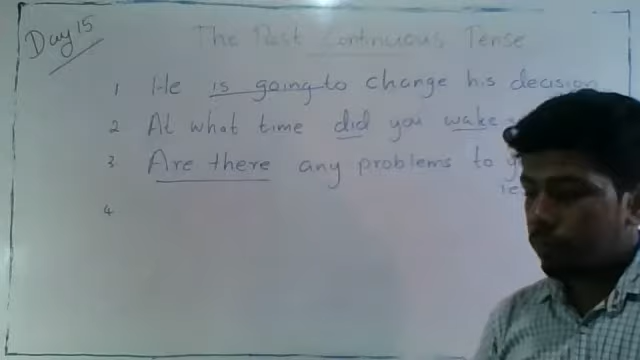 Day 15
The Past Continuous Tense
1 He is going to change his decision
2 At what time did you wake
3 Are there any problems to
4